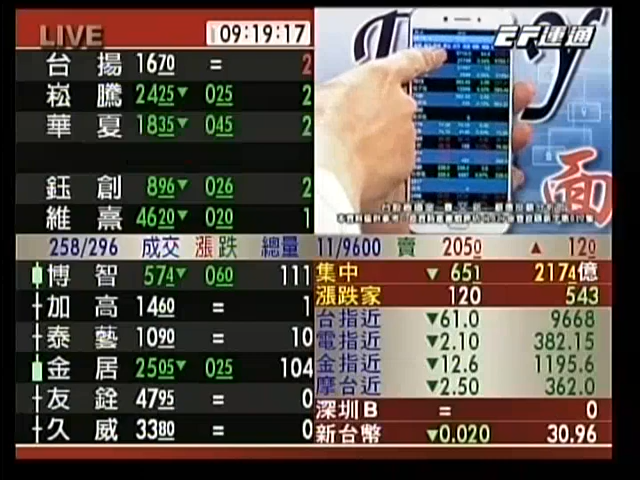 LIVE
09:19:17
台揚 1670 = 2
崧騰 2425▼ 025 2
華夏 1835▼ 045 2
鈺創 896▼ 026 2
維熹 4620▼ 020 1
258/296 成交 漲跌 總量
博智 574▼ 060 111
加高 1460 = 1
泰藝 1090 = 10
金居 2505▼ 025 104
友銓 4795 = 0
久威 3380 = 0
運通
面
11/9600 賣 2050 ▲ 120
集中 ▼ 651 2174億
漲跌家 120 543
台指近 ▼61.0 9668
電指近 ▼2.10 382.15
金指近 ▼12.6 1195.6
摩台近 ▼2.50 362.0
深圳B = 0
新台幣 ▼0.020 30.96